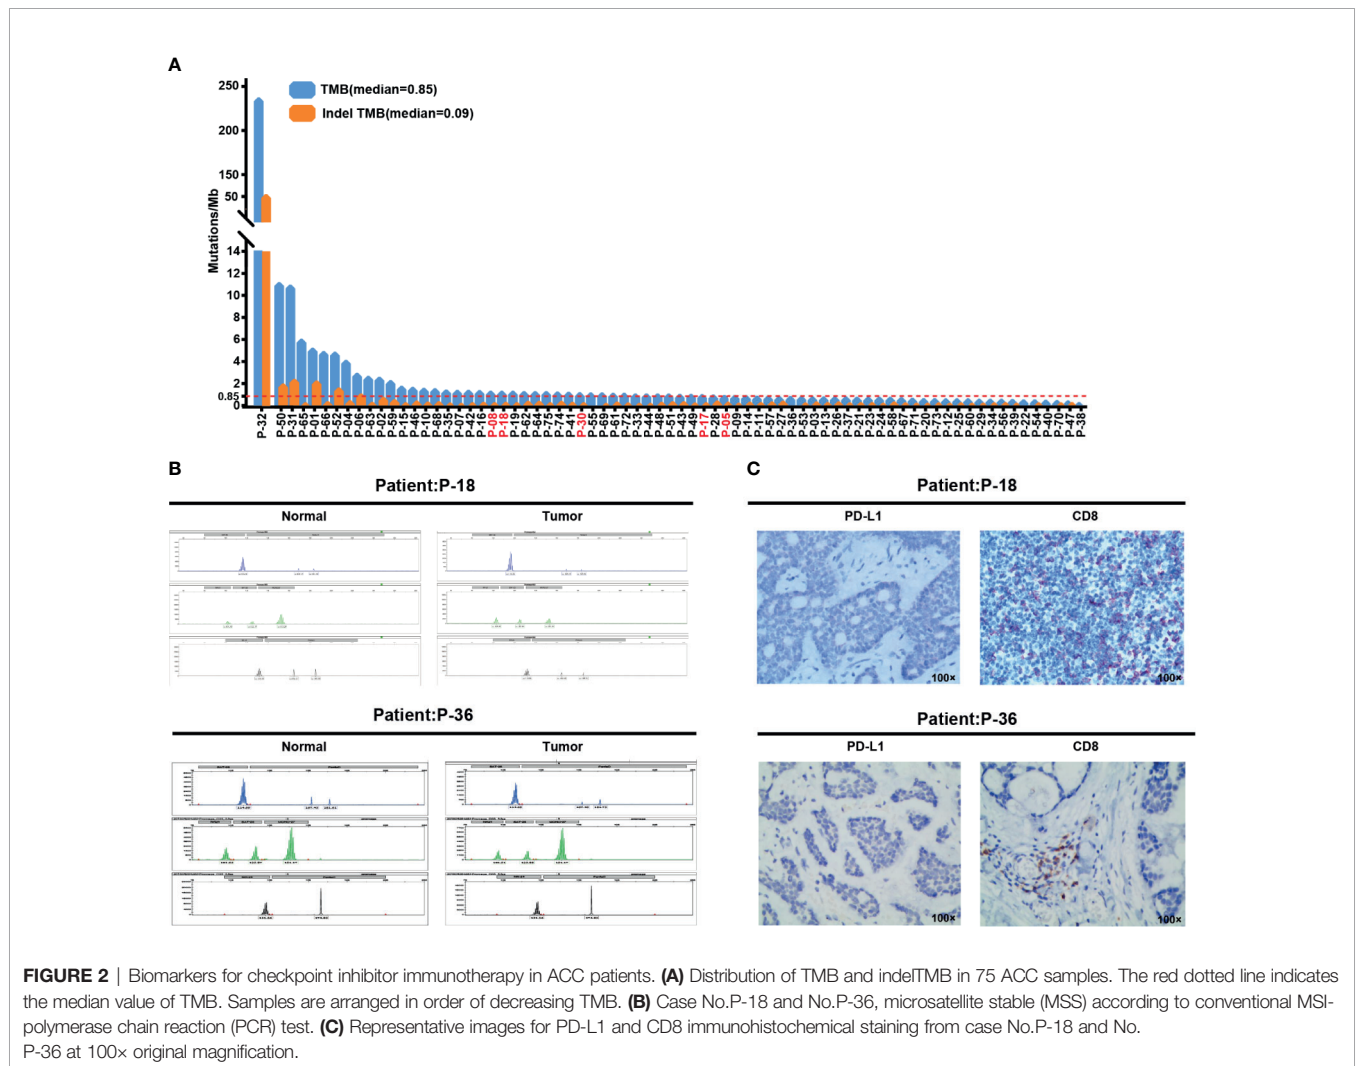 A
250
200
150
50
14
12
10
8
6
4
2
0.85
0
Mutations/Mb
TMB(median=0.85)
Indel TMB(median=0.09)
P-32
P-50
P-31
P-65
P-01
P-66
P-52
P-04
P-06
P-63
P-02
P-59
P-15
P-46
P-10
P-68
P-35
P-07
P-42
P-16
P-08
P-18
P-19
P-62
P-64
P-75
P-74
P-41
P-30
P-55
P-69
P-61
P-72
P-33
P-44
P-48
P-51
P-43
P-49
P-17
P-28
P-05
P-09
P-14
P-11
P-57
P-27
P-36
P-53
P-03
P-13
P-26
P-37
P-21
P-23
P-24
P-58
P-67
P-71
P-20
P-73
P-12
P-25
P-60
P-29
P-34
P-56
P-39
P-22
P-54
P-40
P-70
P-47
P-38
B
Patient:P-18
Normal
Tumor
Patient:P-36
Normal
Tumor
C
Patient:P-18
PD-L1
CD8
100×
100×
Patient:P-36
PD-L1
CD8
100×
100×
FIGURE 2 | Biomarkers for checkpoint inhibitor immunotherapy in ACC patients. (A) Distribution of TMB and indelTMB in 75 ACC samples. The red dotted line indicates
the median value of TMB. Samples are arranged in order of decreasing TMB. (B) Case No.P-18 and No.P-36, microsatellite stable (MSS) according to conventional MSI-
polymerase chain reaction (PCR) test. (C) Representative images for PD-L1 and CD8 immunohistochemical staining from case No.P-18 and No.
P-36 at 100× original magnification.